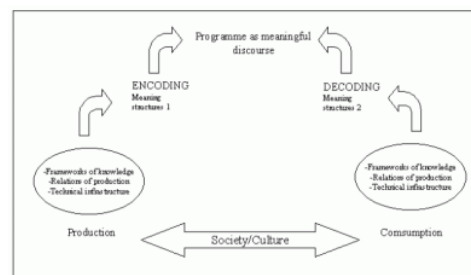 Programme as meaningful
discourse
ENCODING
Meaning
structures 1
DECODING
Meaning
structures 2
-Frameworks of knowledge
-Relations of production
-Technical infrastructure
-Frameworks of knowledge
-Relations of production
-Technical infrastructure
Production
Society/Culture
Comsumption